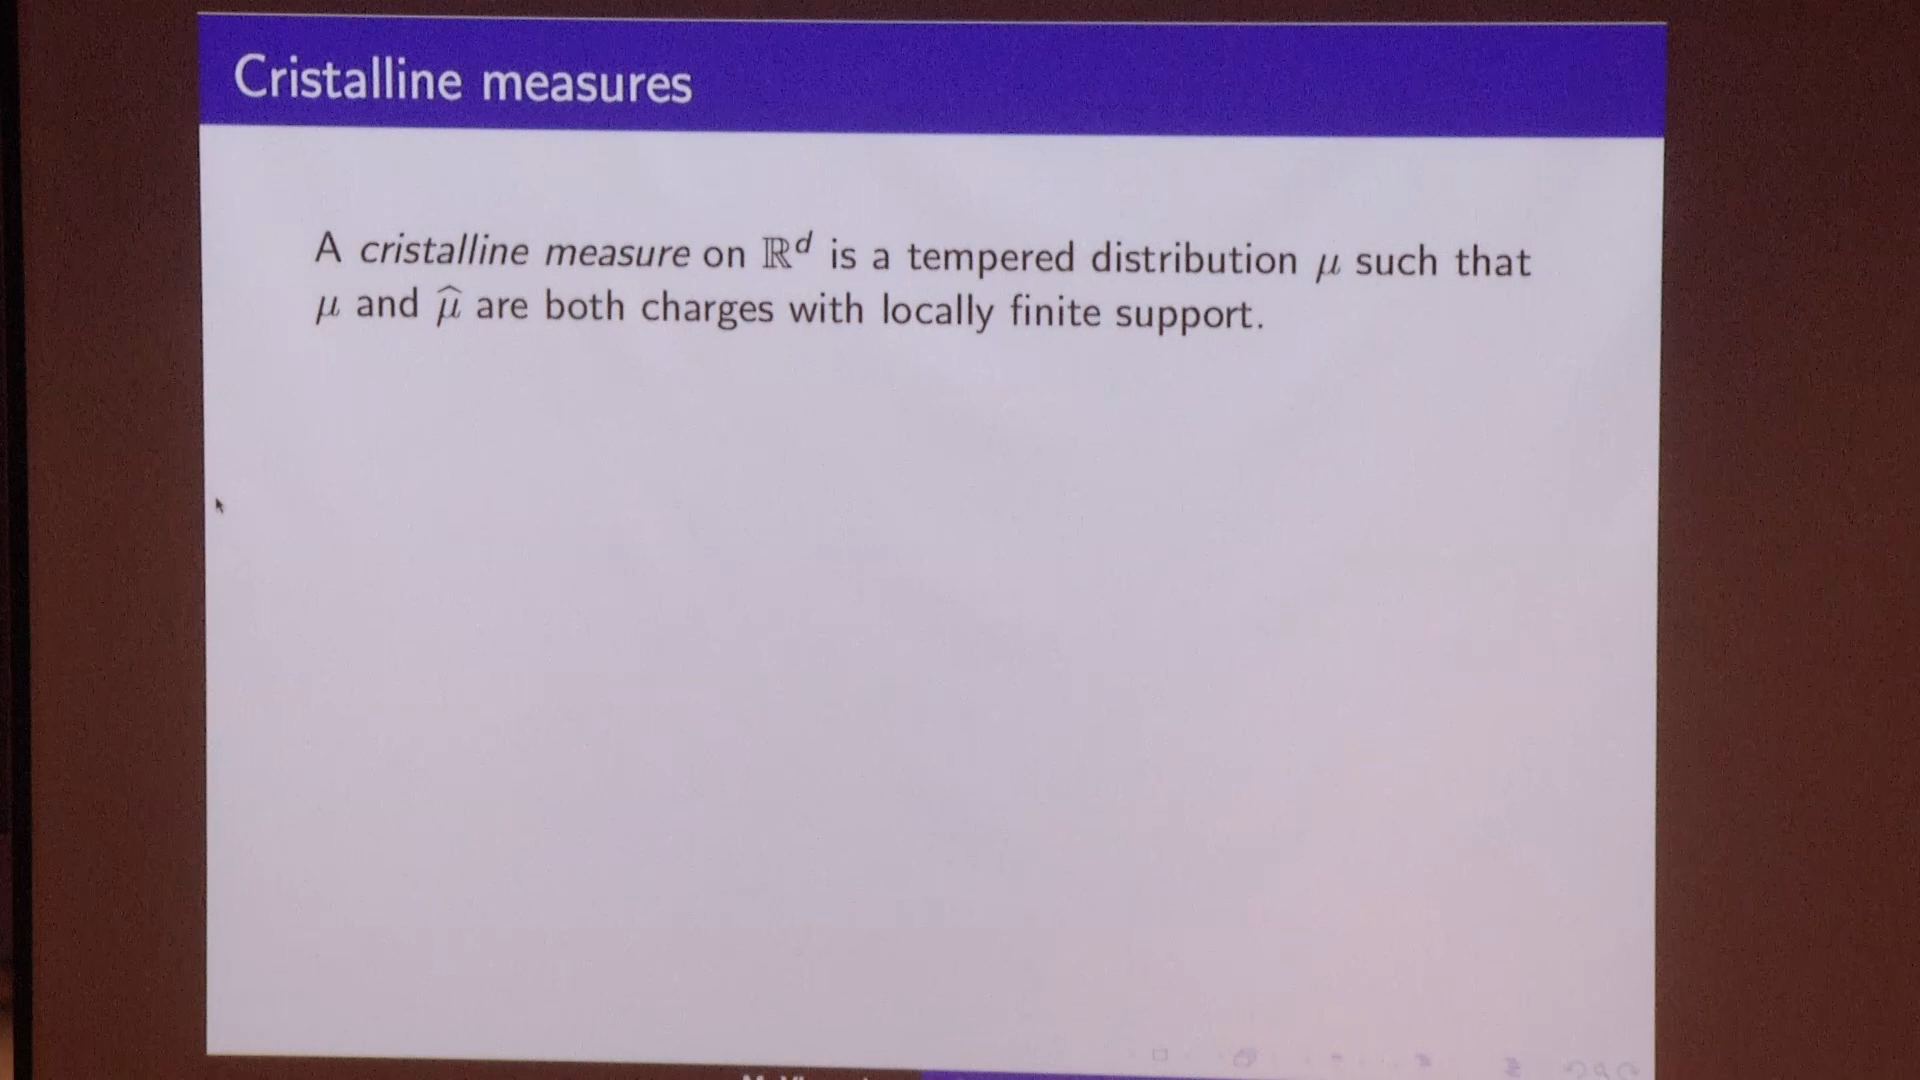 Cristalline measures
A cristalline measure on ℝᵈ is a tempered distribution μ such that
μ and μ̂ are both charges with locally finite support.